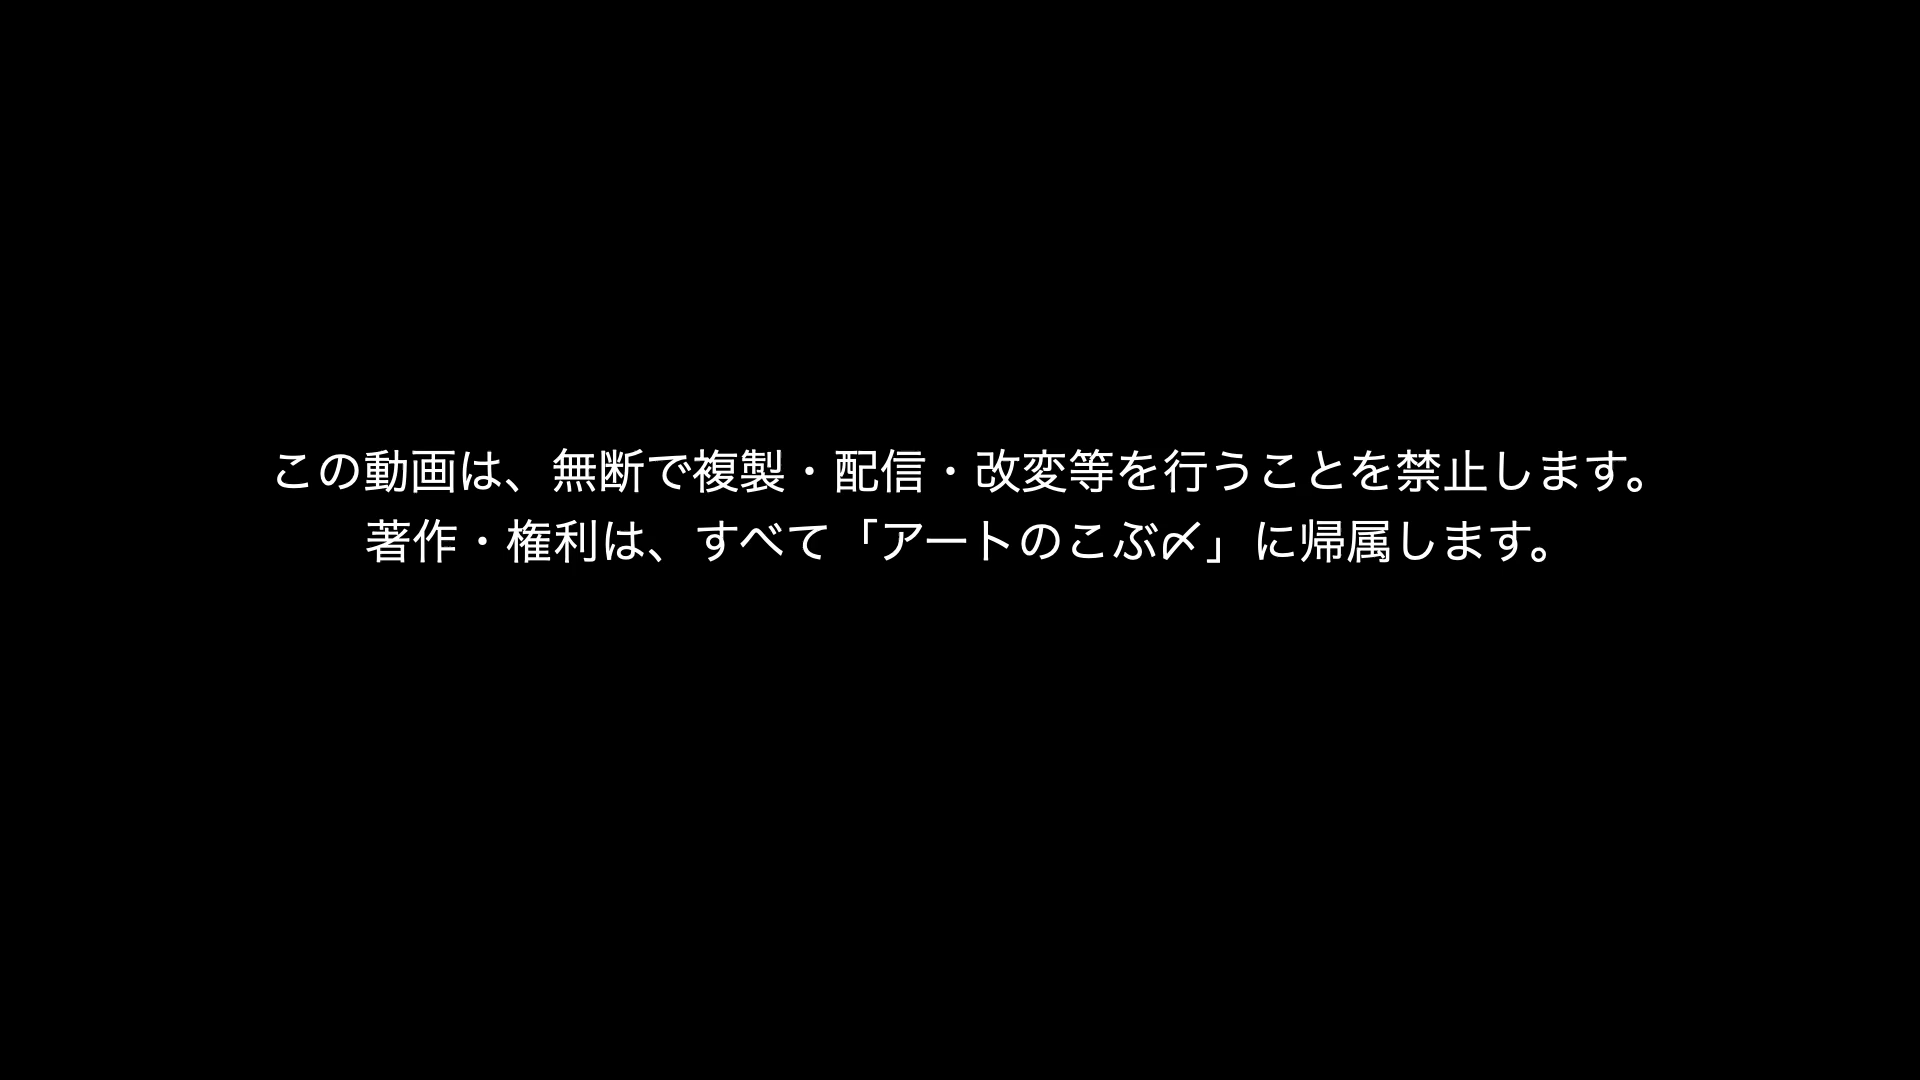 この動画は、無断で複製・配信・改変等を行うことを禁止します。
著作・権利は、すべて「アートのこぶ〆」に帰属します。